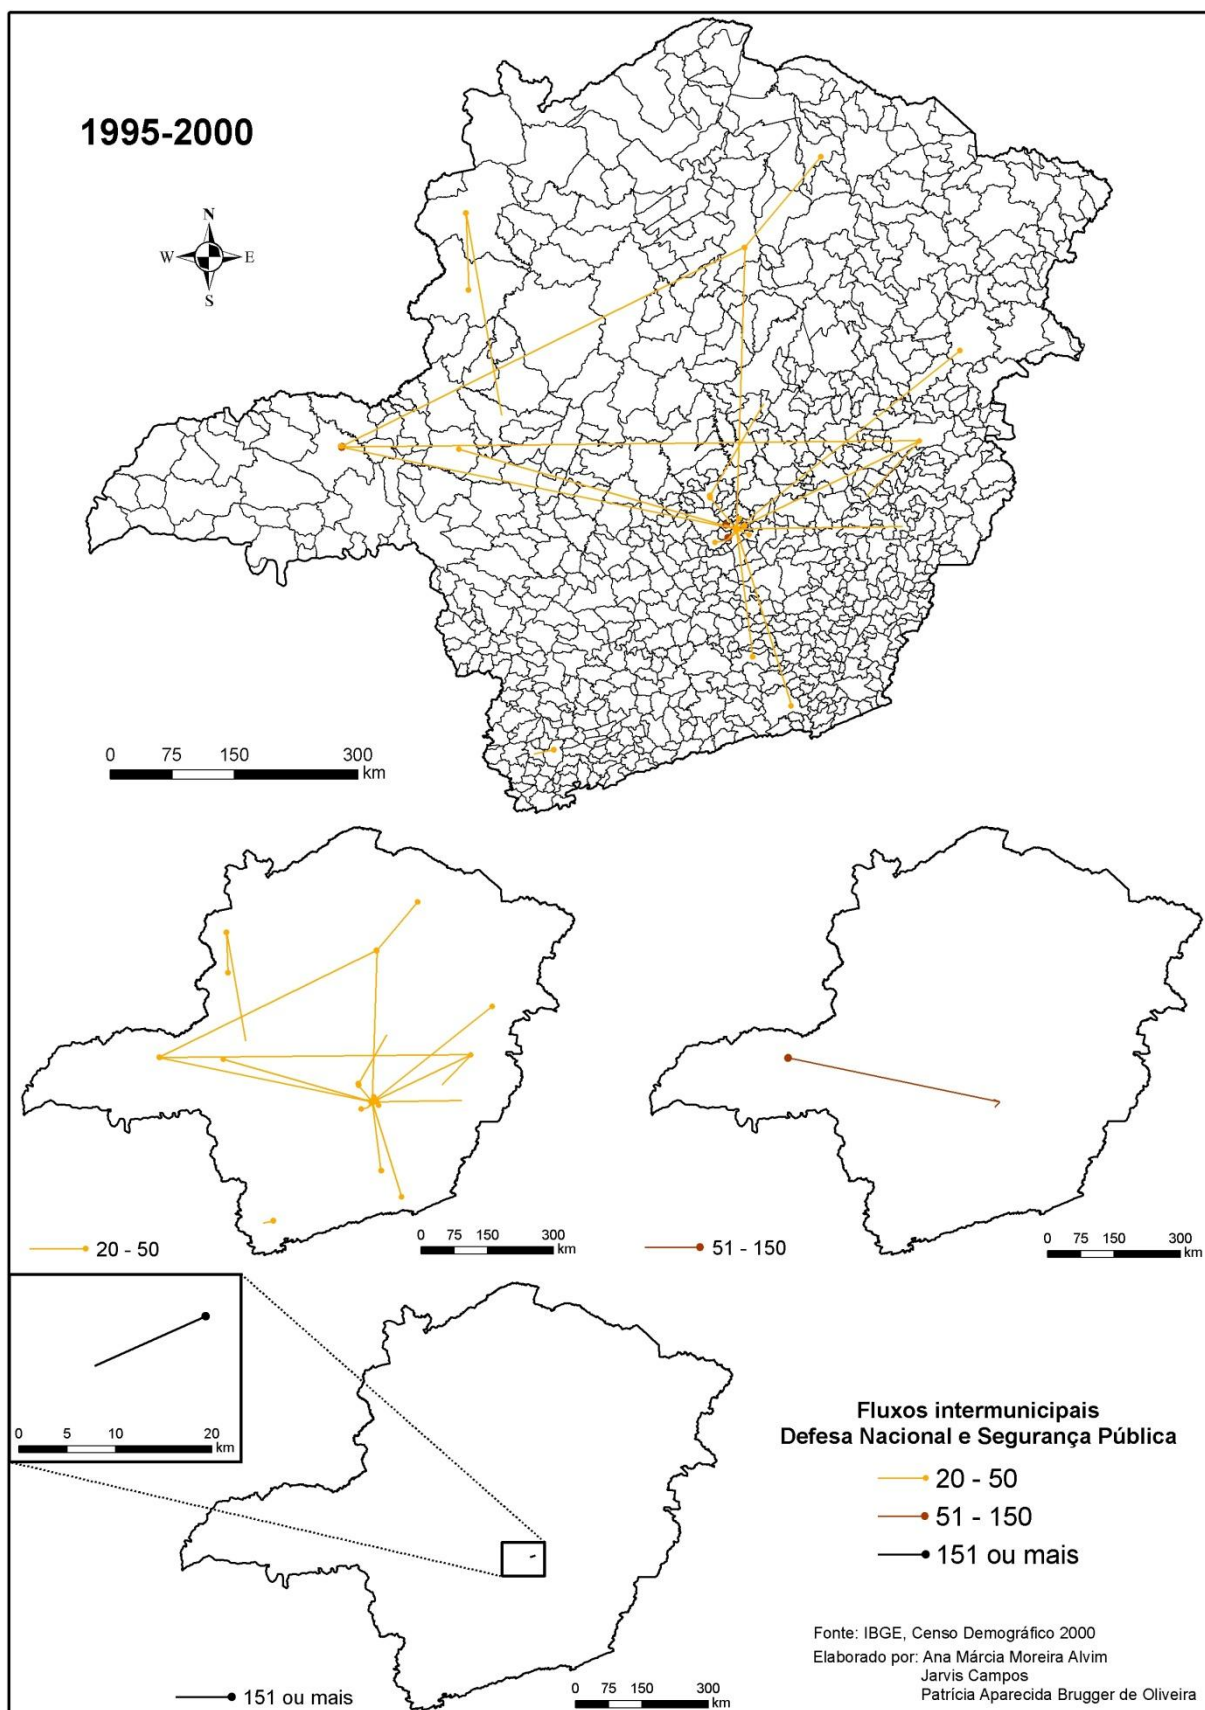 1995-2000
N
W E
S
0 75 150 300
km
20 - 50
0 75 150 300
km
51 - 150
0 75 150 300
km
0 5 10 20
km
Fluxos intermunicipais
Defesa Nacional e Segurança Pública
20 - 50
51 - 150
151 ou mais
151 ou mais
0 75 150 300
km
Fonte: IBGE, Censo Demográfico 2000
Elaborado por: Ana Márcia Moreira Alvim
Jarvis Campos
Patrícia Aparecida Brugger de Oliveira